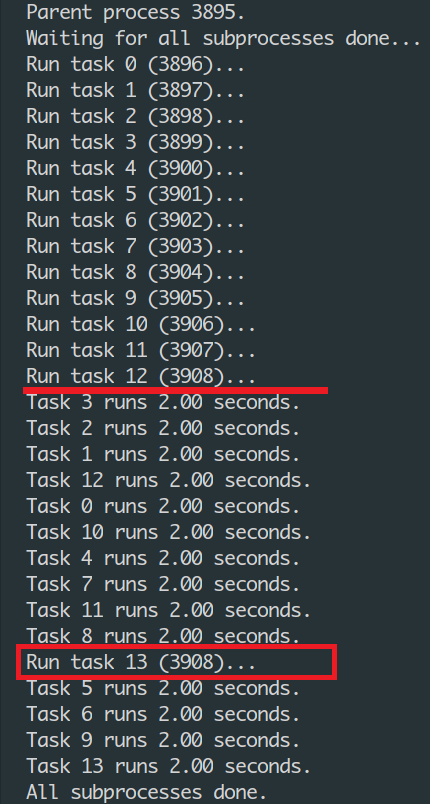 Parent process 3895.
Waiting for all subprocesses done...
Run task 0 (3896)...
Run task 1 (3897)...
Run task 2 (3898)...
Run task 3 (3899)...
Run task 4 (3900)...
Run task 5 (3901)...
Run task 6 (3902)...
Run task 7 (3903)...
Run task 8 (3904)...
Run task 9 (3905)...
Run task 10 (3906)...
Run task 11 (3907)...
Run task 12 (3908)...
Task 3 runs 2.00 seconds.
Task 2 runs 2.00 seconds.
Task 1 runs 2.00 seconds.
Task 12 runs 2.00 seconds.
Task 0 runs 2.00 seconds.
Task 10 runs 2.00 seconds.
Task 4 runs 2.00 seconds.
Task 7 runs 2.00 seconds.
Task 11 runs 2.00 seconds.
Task 8 runs 2.00 seconds.
Run task 13 (3908)...
Task 5 runs 2.00 seconds.
Task 6 runs 2.00 seconds.
Task 9 runs 2.00 seconds.
Task 13 runs 2.00 seconds.
All subprocesses done.